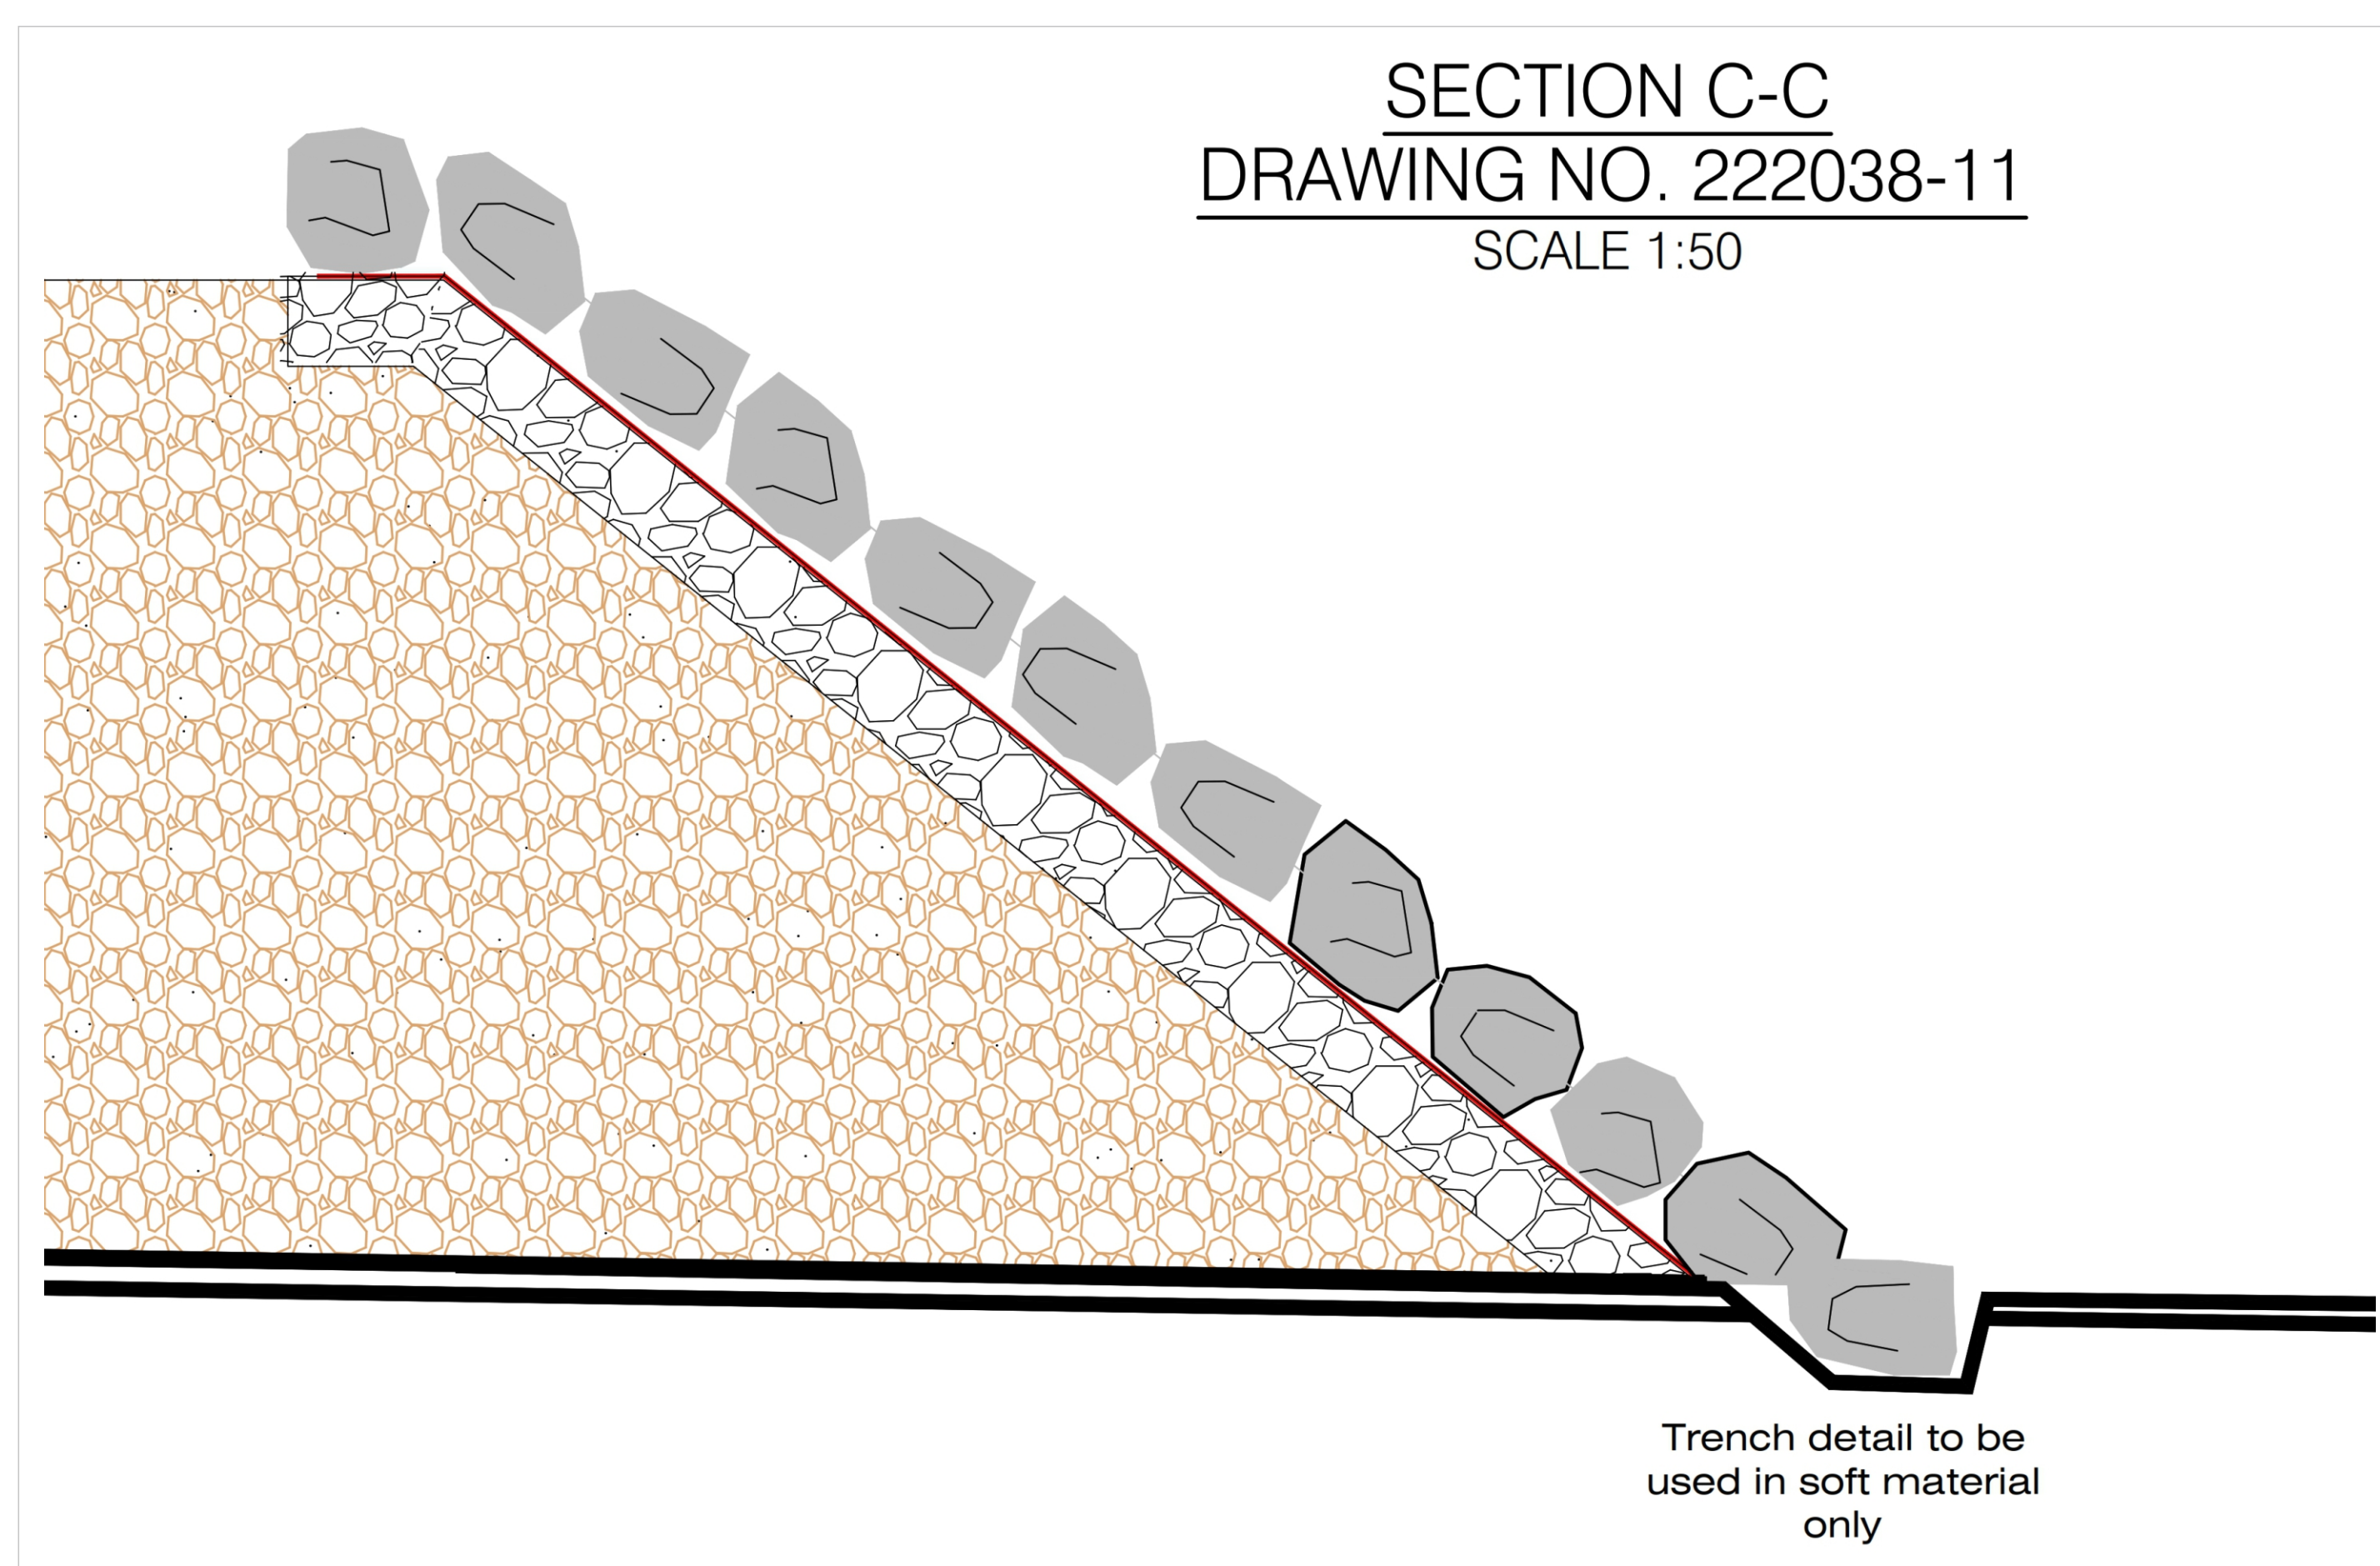 SECTION C-C
DRAWING NO. 222038-11
SCALE 1:50
Trench detail to be
used in soft material
only